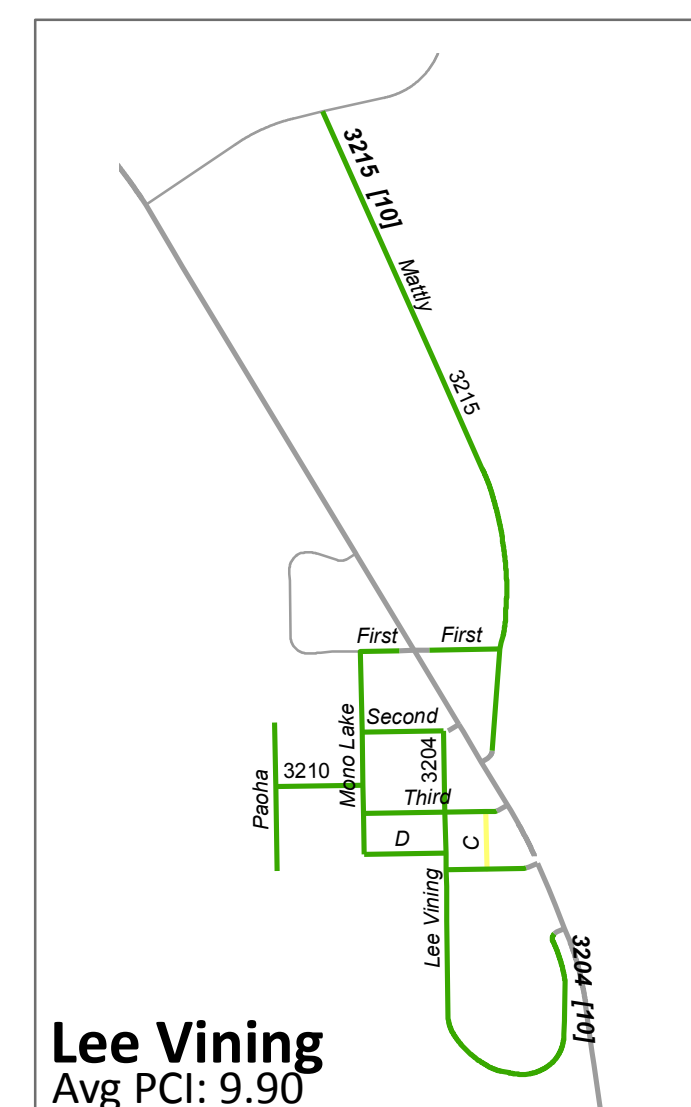 3215 [10]
Mattly
3215
First
First
Second
Mono Lake
3204
3210
Paoha
Third
D
C
Lee Vining
3204 [10]
Lee Vining
Avg PCI: 9.90